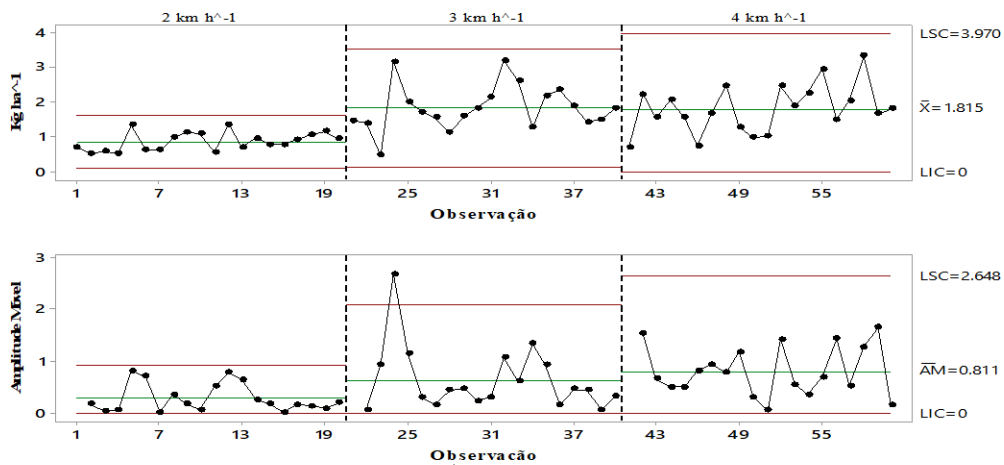 2 km h^-1 3 km h^-1 4 km h^-1
Kg ha^-1
4
3
2
1
0
LSC=3.970
X̄=1.815
LIC=0
1 7 13 19 25 31 37 43 49 55
Observação
Amplitude Móvel
3
2
1
0
LSC=2.648
A̅M̅=0.811
LIC=0
1 7 13 19 25 31 37 43 49 55
Observação